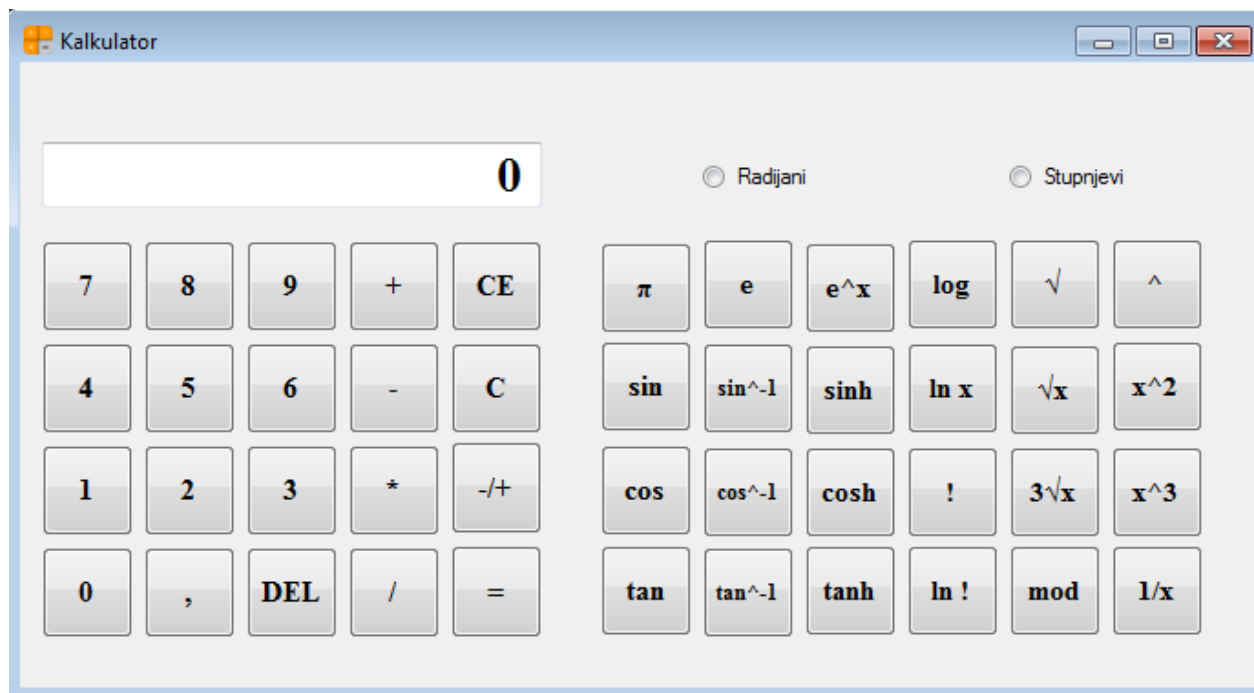 Kalkulator
0
Radijani Stupnjevi
7 8 9 + CE π e e^x log √ ^
4 5 6 - C sin sin^-1 sinh ln x √x x^2
1 2 3 * -/+ cos cos^-1 cosh ! 3√x x^3
0 , DEL / = tan tan^-1 tanh ln ! mod 1/x